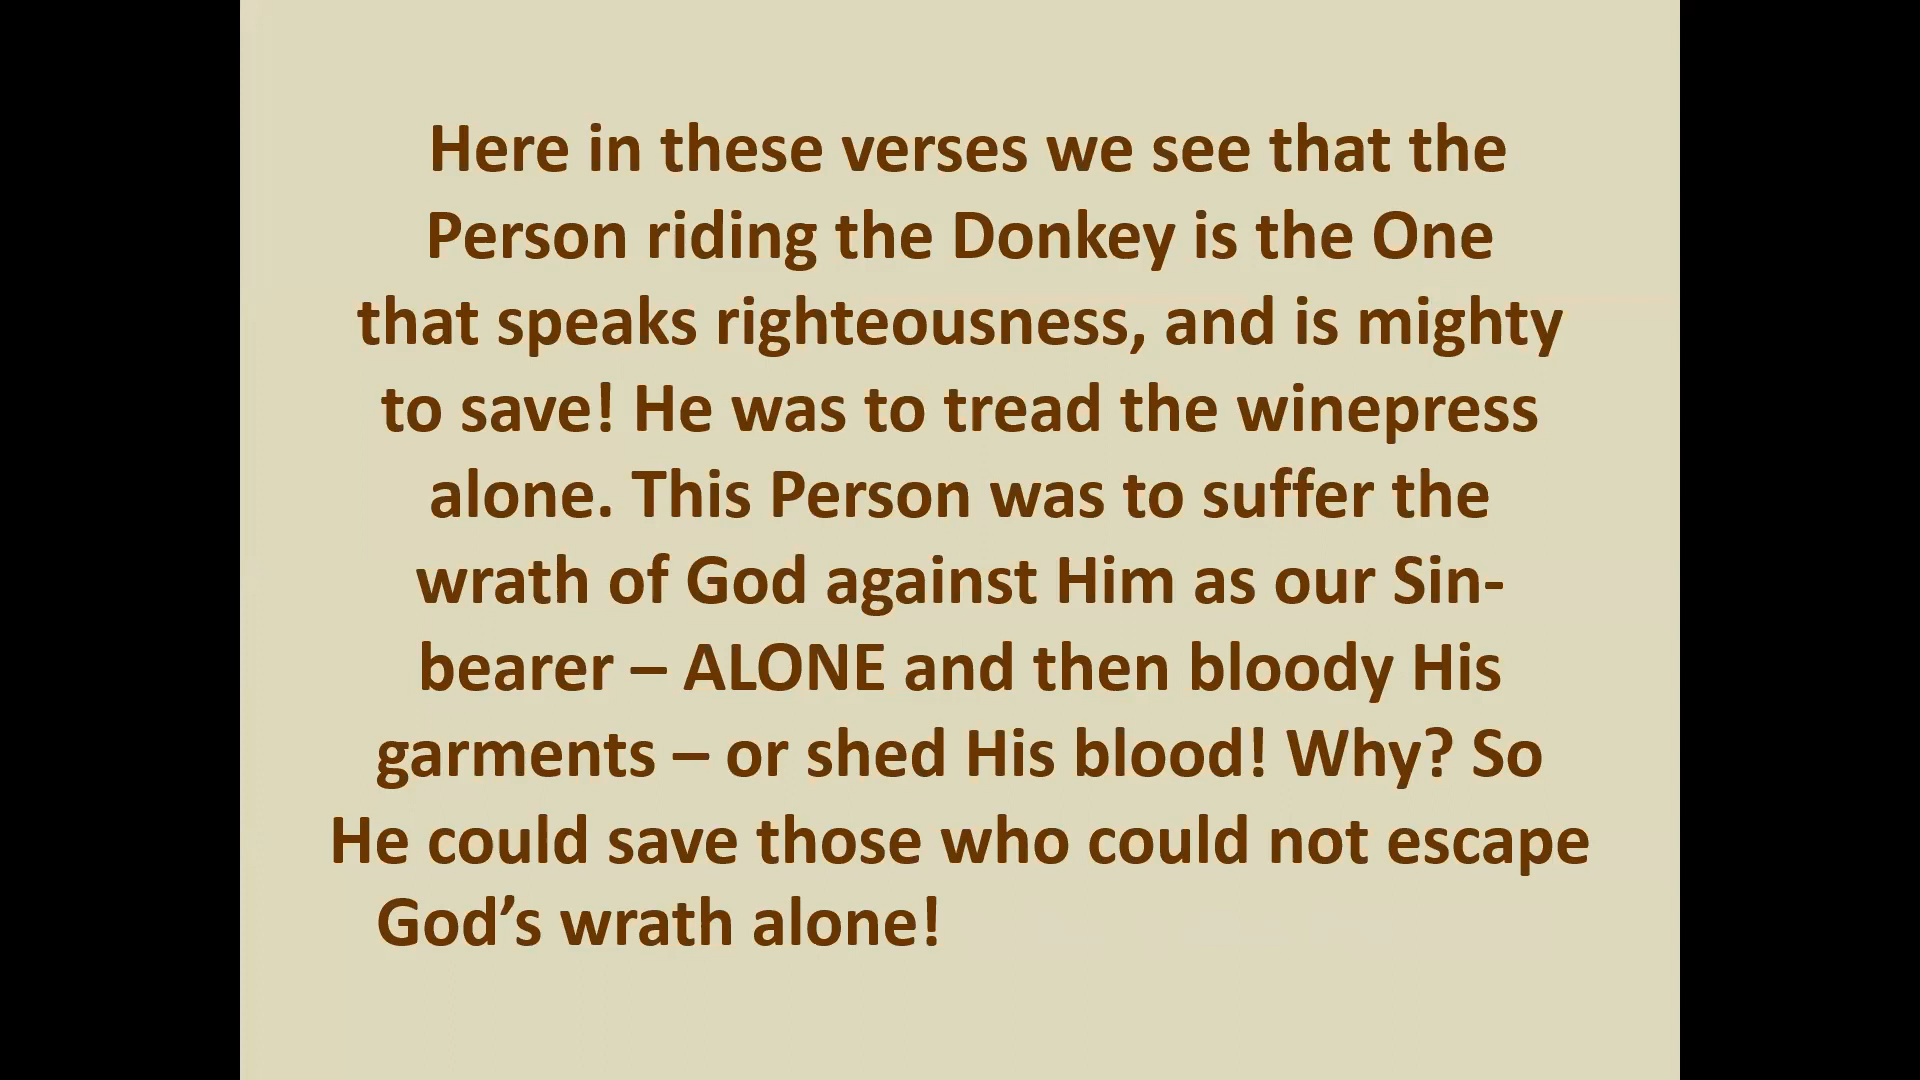 Here in these verses we see that the
Person riding the Donkey is the One
that speaks righteousness, and is mighty
to save! He was to tread the winepress
alone. This Person was to suffer the
wrath of God against Him as our Sin-
bearer – ALONE and then bloody His
garments – or shed His blood! Why? So
He could save those who could not escape
God’s wrath alone!